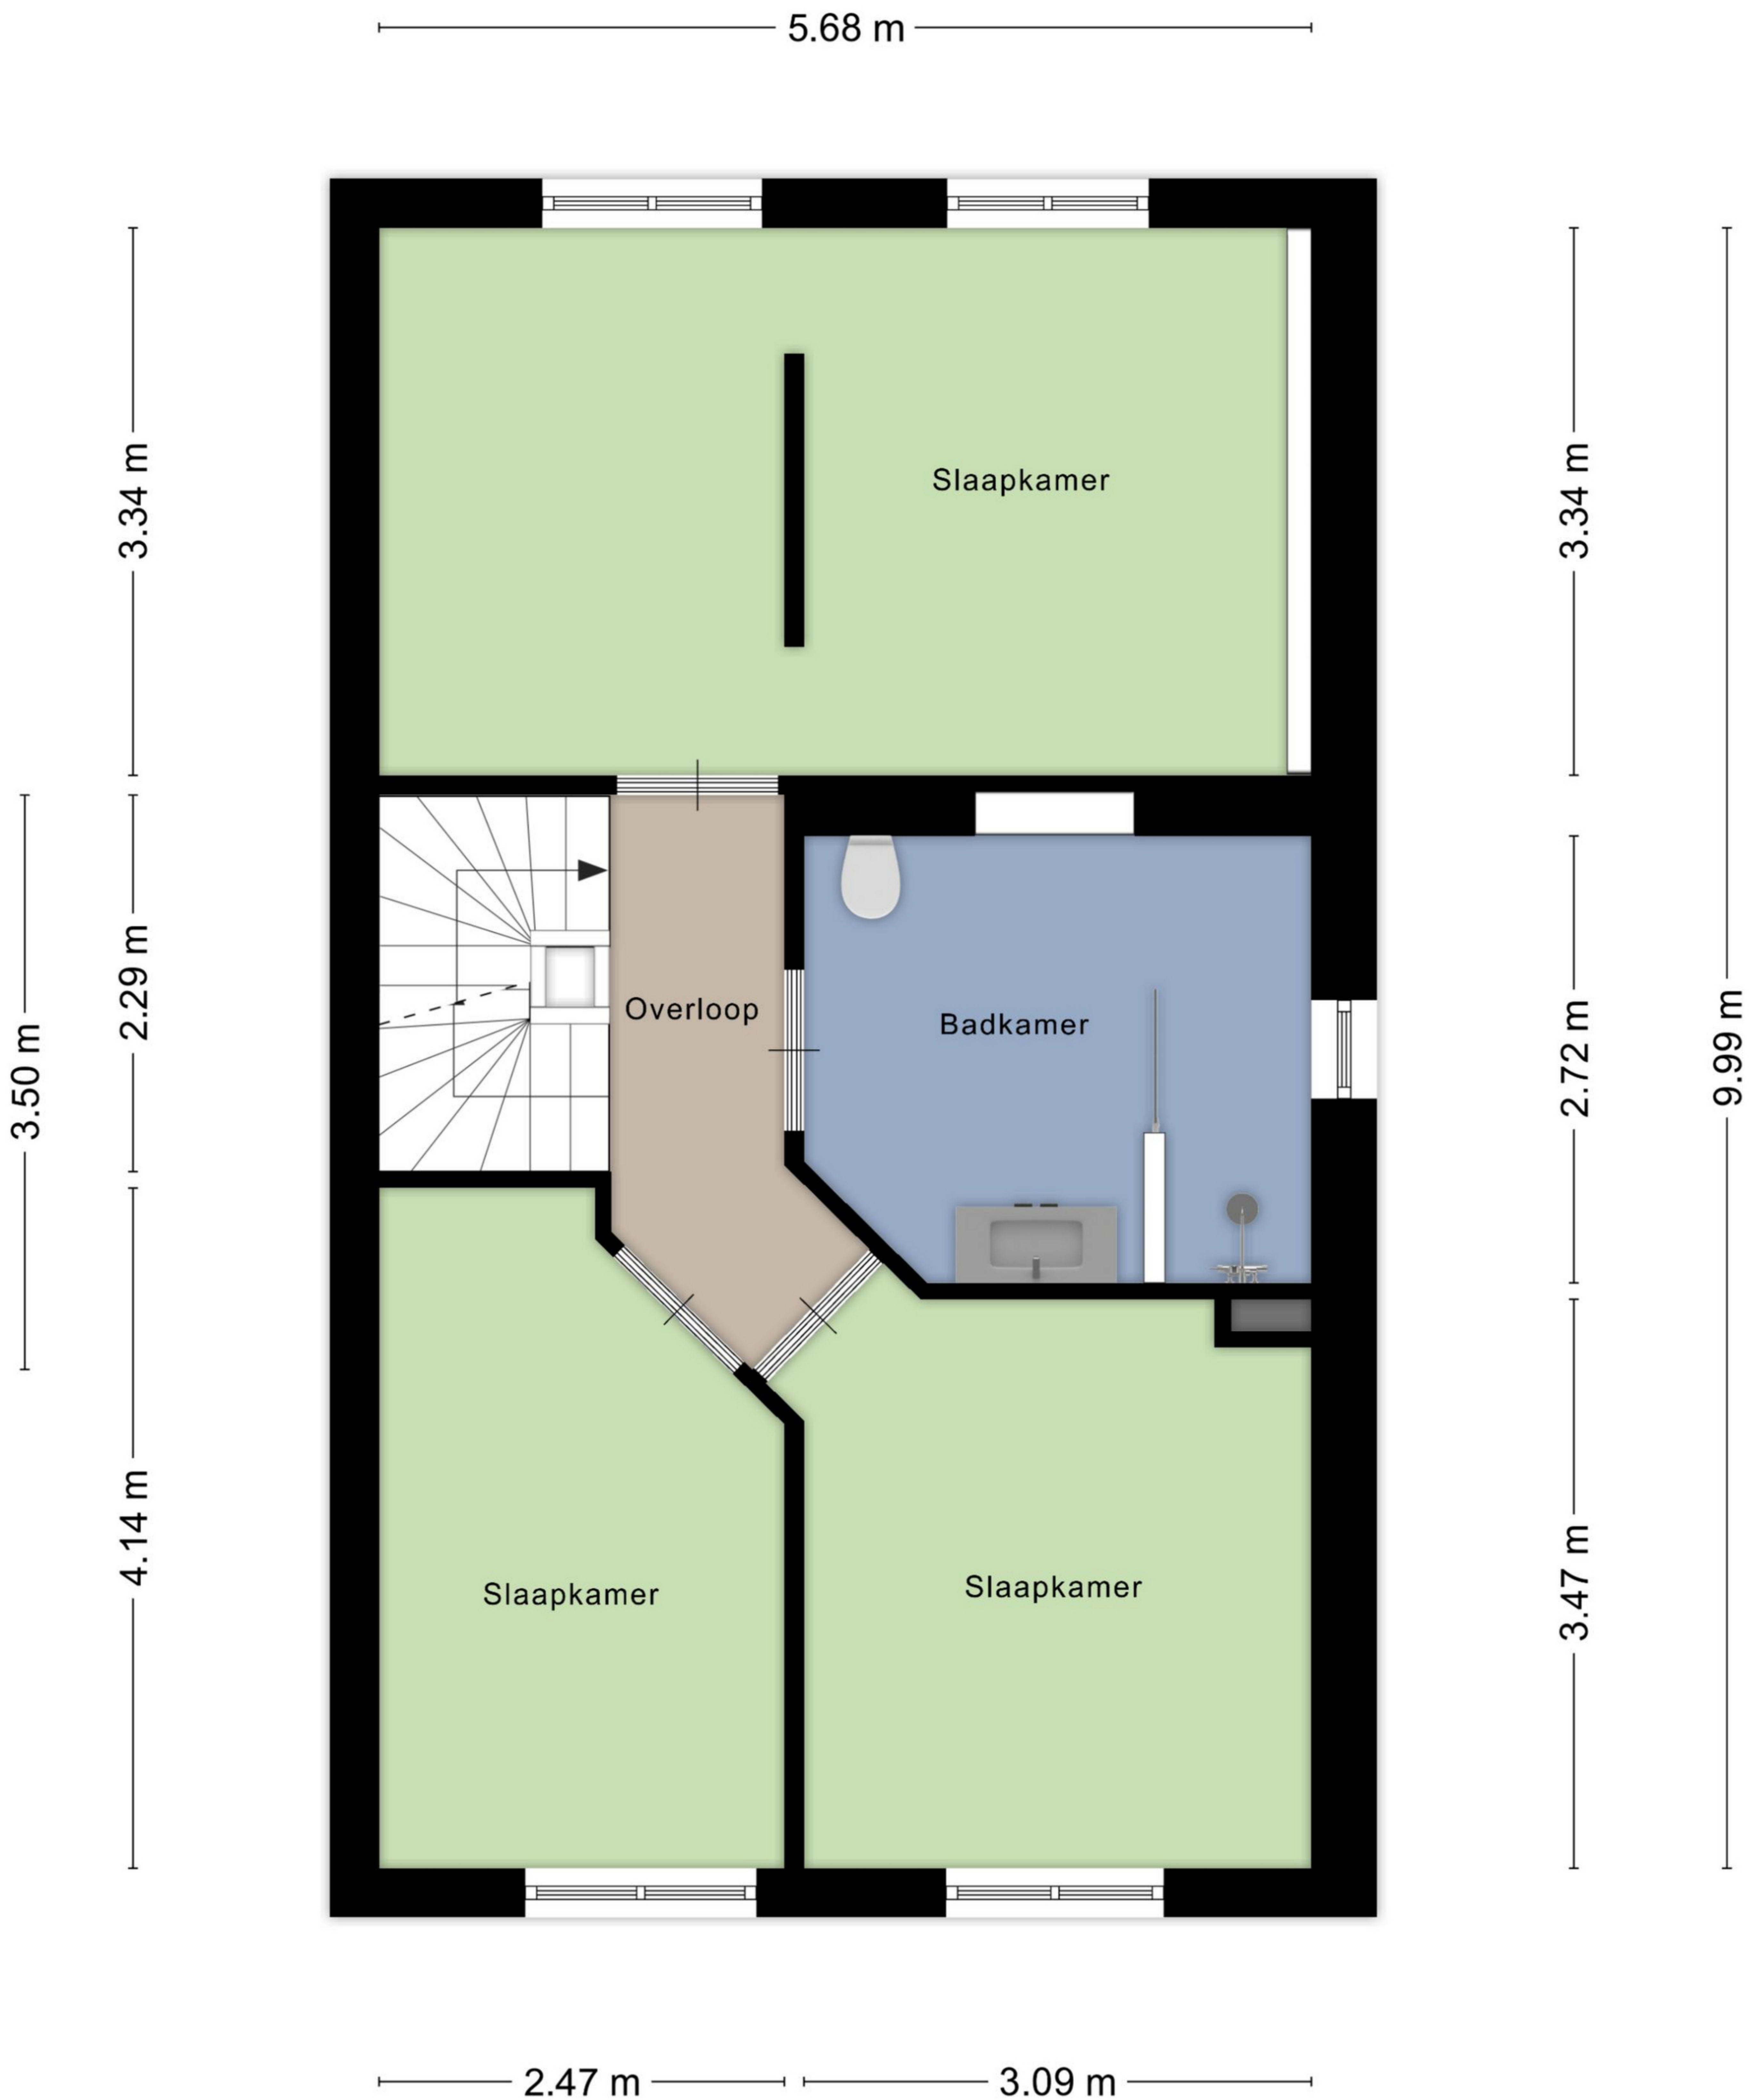 5.68 m
3.34 m
3.34 m
Slaapkamer
2.29 m
3.50 m
Overloop
Badkamer
2.72 m
9.99 m
4.14 m
3.47 m
Slaapkamer
Slaapkamer
2.47 m
3.09 m